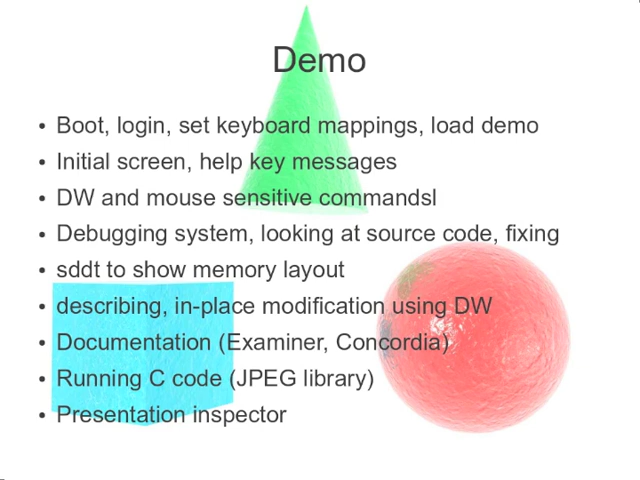 Demo
• Boot, login, set keyboard mappings, load demo
• Initial screen, help key messages
• DW and mouse sensitive commandsl
• Debugging system, looking at source code, fixing
• sddt to show memory layout
• describing, in-place modification using DW
• Documentation (Examiner, Concordia)
• Running C code (JPEG library)
• Presentation inspector